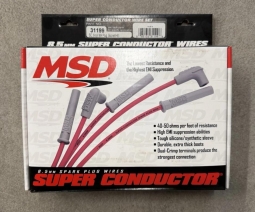 SUPER CONDUCTOR WIRE SET
31199
8.5mm SUPER CONDUCTOR WIRES
MSD
For Lowest Resistance and
the Highest EMI Suppression.
• 40-50 ohms per foot of resistance
• High EMI suppression abilities
• Tough silicone/synthetic sleeve
• Durable, extra thick boots
• Dual-Crimp terminals produce the
strongest connection
8.5mm SPARK PLUG WIRES
SUPER CONDUCTOR